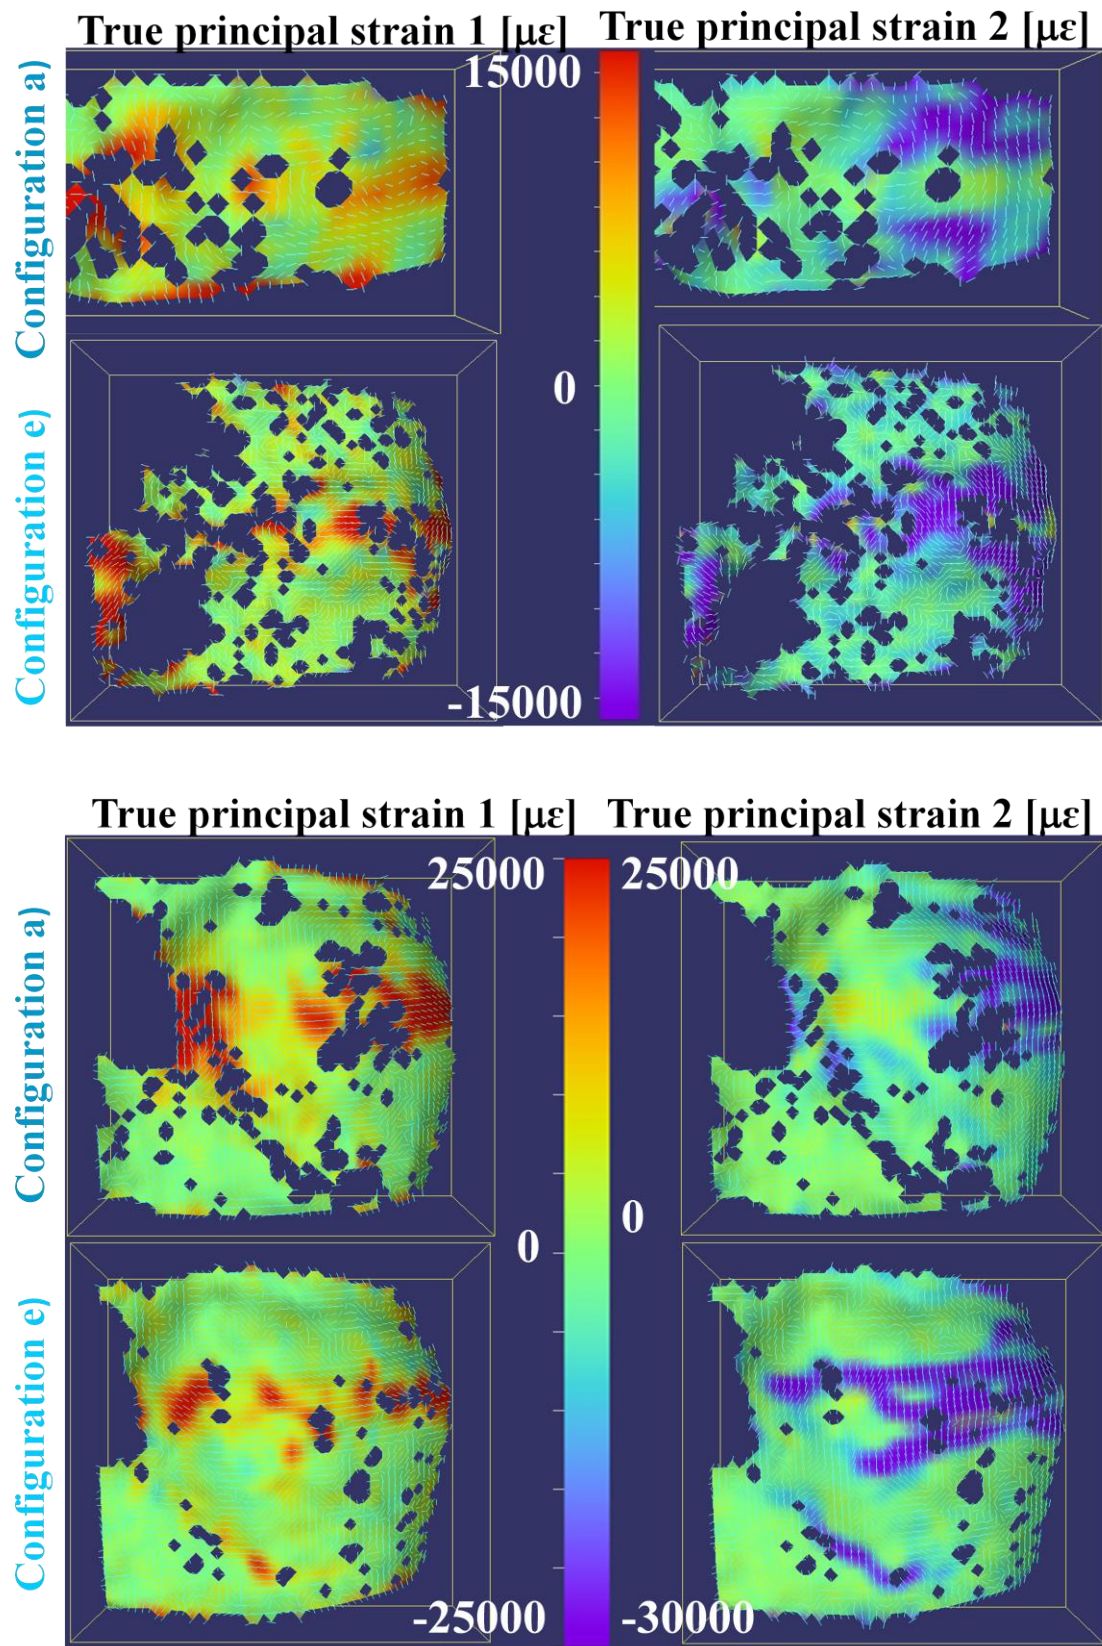 True principal strain 1 [µε]
True principal strain 2 [µε]
15000
0
-15000
Configuration a)
Configuration e)
True principal strain 1 [µε]
True principal strain 2 [µε]
25000
25000
0
0
-25000
-30000
Configuration a)
Configuration e)